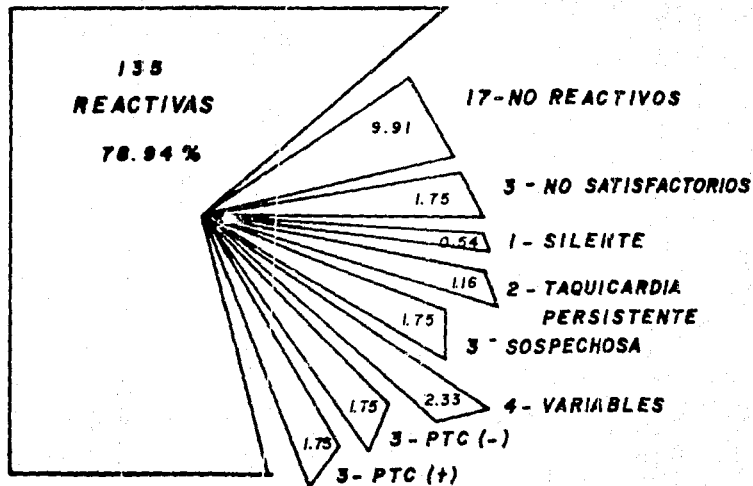 135
REACTIVAS
78.94 %
17-NO REACTIVOS
9.91
3 - NO SATISFACTORIOS
1.75
1 - SILENTE
0.54
2 - TAQUICARDIA
PERSISTENTE
1.16
3 - SOSPECHOSA
1.75
4 - VARIABLES
2.33
3 - PTC (-)
1.75
3 - PTC (+)
1.75